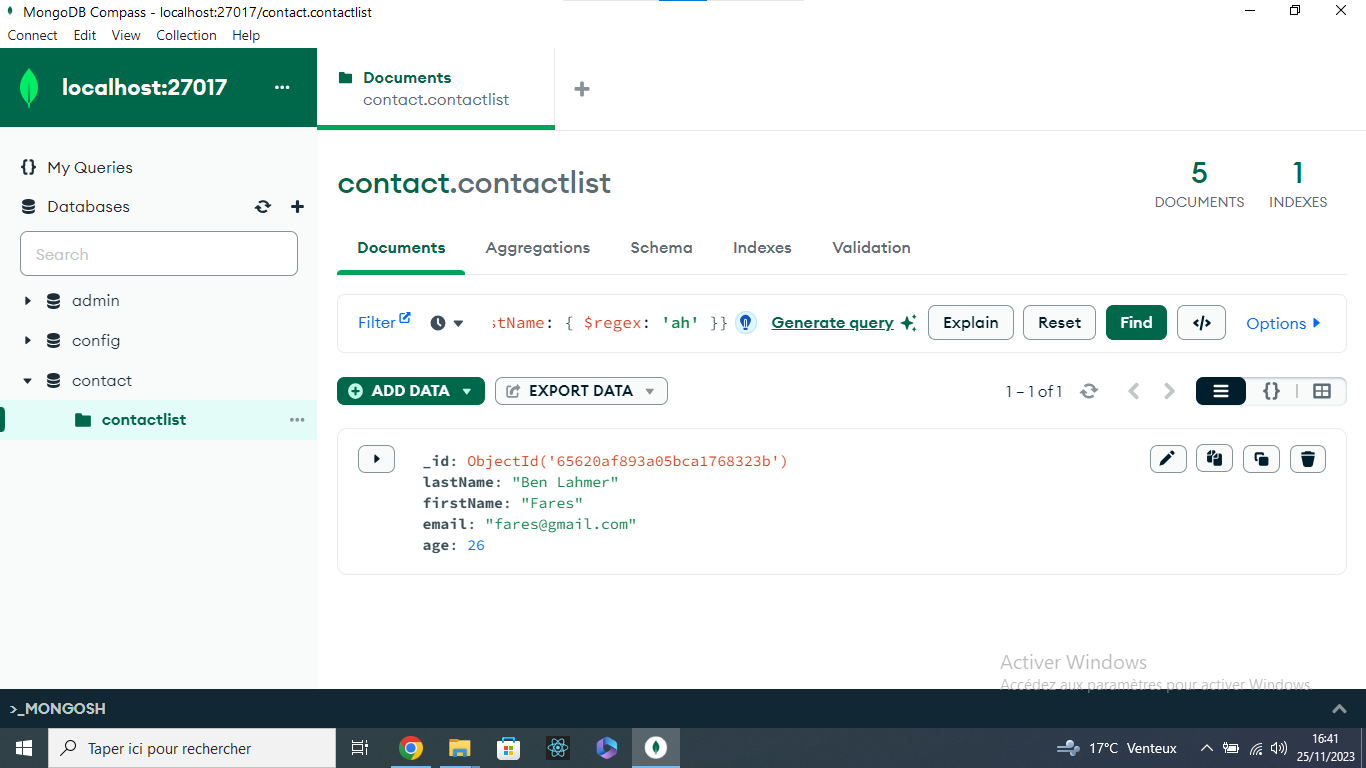 MongoDB Compass - localhost:27017/contact.contactlist
Connect Edit View Collection Help
localhost:27017 ...
Documents
contact.contactlist
{} My Queries
Databases
Search
admin
config
contact
contactlist
contact.contactlist
5
DOCUMENTS
1
INDEXES
Documents Aggregations Schema Indexes Validation
Filter stName: { $regex: 'ah' }} Generate query Explain Reset Find </> Options
ADD DATA EXPORT DATA 1 – 1 of 1 {}
_id: ObjectId('65620af893a05bca1768323b')
lastName: "Ben Lahmer"
firstName: "Fares"
email: "fares@gmail.com"
age: 26
Activer Windows
Accédez aux paramètres pour activer Windows.
>_MONGOSH
Taper ici pour rechercher
17°C Venteux
16:41
25/11/2023